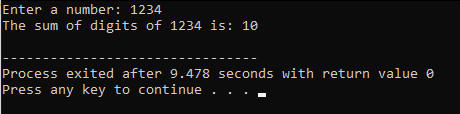 Enter a number: 1234
The sum of digits of 1234 is: 10
--------------------------------
Process exited after 9.478 seconds with return value 0
Press any key to continue . . .